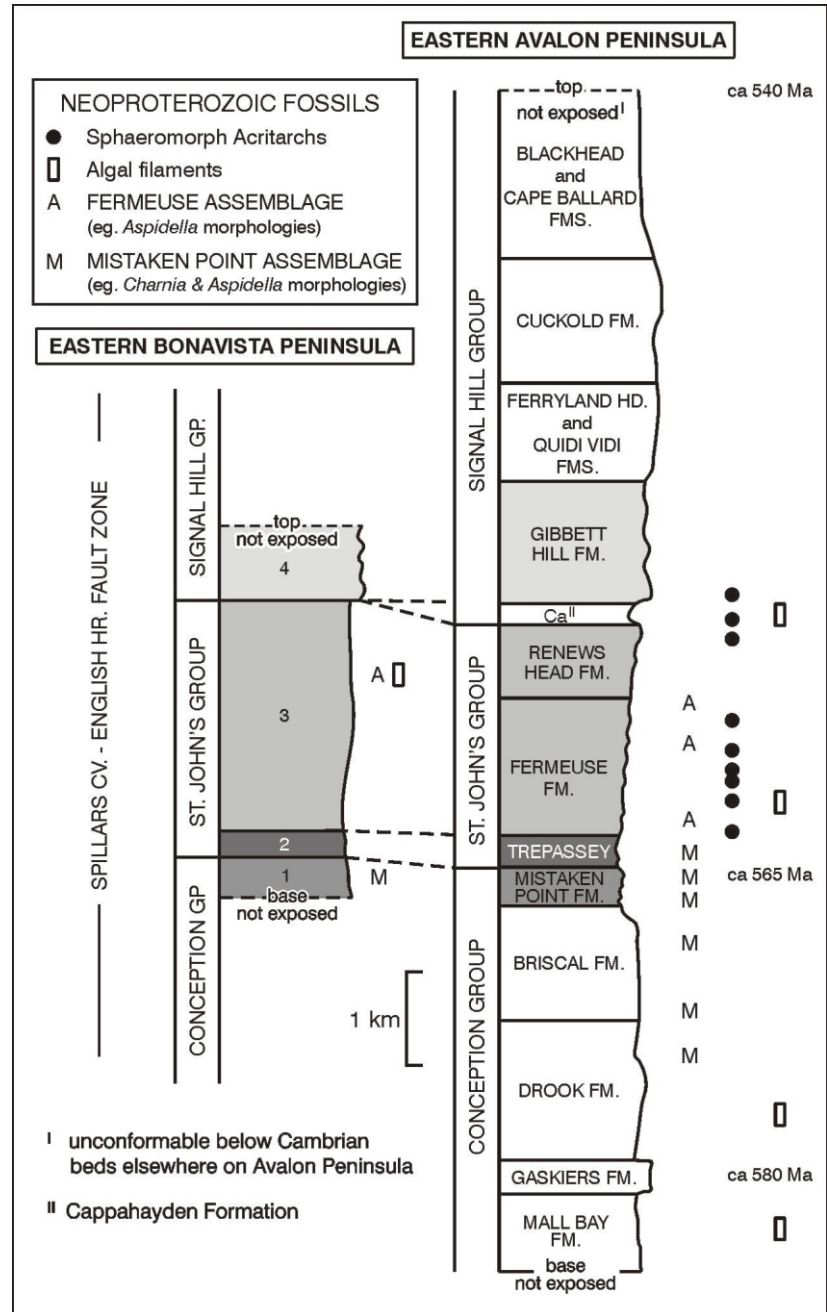 EASTERN AVALON PENINSULA
NEOPROTEROZOIC FOSSILS
Sphaeromorph Acritarchs
Algal filaments
A FERMEUSE ASSEMBLAGE
(eg. Aspidella morphologies)
M MISTAKEN POINT ASSEMBLAGE
(eg. Charnia & Aspidella morphologies)
EASTERN BONAVISTA PENINSULA
SPILLARS CV. - ENGLISH HR. FAULT ZONE
SIGNAL HILL GP.
ST. JOHN'S GROUP
CONCEPTION GP
top
not exposed
4
3
2
1
base
not exposed
A
M
1 km
I unconformable below Cambrian
beds elsewhere on Avalon Peninsula
II Cappahayden Formation
SIGNAL HILL GROUP
ST. JOHN'S GROUP
CONCEPTION GROUP
top
not exposed I
BLACKHEAD
and
CAPE BALLARD
FMS.
CUCKOLD FM.
FERRYLAND HD.
and
QUIDI VIDI
FMS.
GIBBETT
HILL FM.
Ca II
RENEWS
HEAD FM.
FERMEUSE
FM.
TREPASSEY
MISTAKEN
POINT FM.
BRISCAL FM.
DROOK FM.
GASKIERS FM.
MALL BAY
FM.
base
not exposed
A
A
A
M
M
M
M
M
M
ca 540 Ma
ca 565 Ma
ca 580 Ma